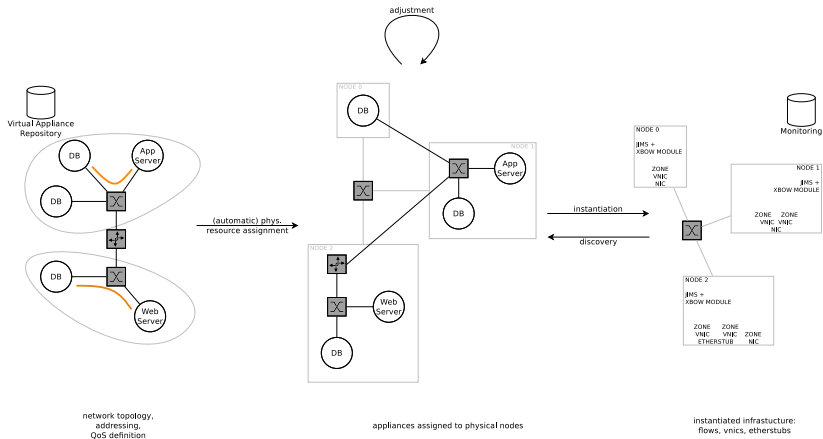 adjustment
Virtual Appliance
Repository
DB
App
Server
DB
DB
Web
Server
(automatic) phys.
resource assignment
NODE 0
DB
NODE 1
App
Server
DB
NODE 2
Web
Server
DB
instantiation
discovery
Monitoring
NODE 0
JIMS +
XBOW MODULE
ZONE
VNIC
NIC
NODE 1
JIMS +
XBOW MODULE
ZONE ZONE
VNIC VNIC
NIC
NODE 2
JIMS +
XBOW MODULE
ZONE ZONE ZONE
VNIC VNIC
ETHERSTUB NIC
network topology,
addressing,
QoS definition
appliances assigned to physical nodes
instantiated infrastucture:
flows, vnics, etherstubs